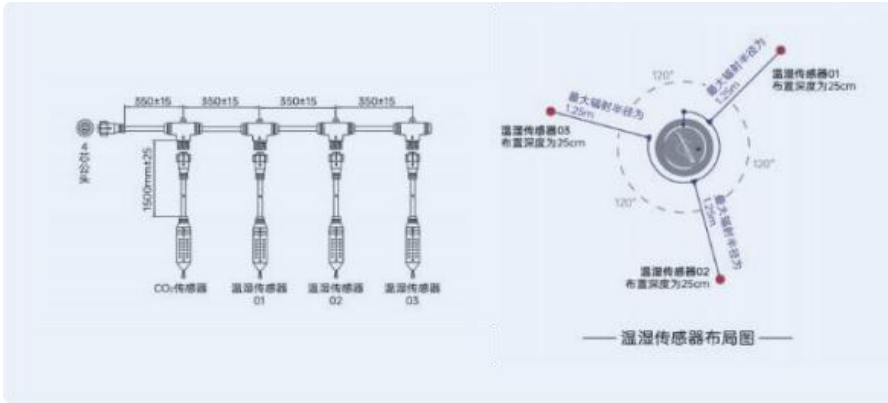 350±15
350±15
350±15
350±15
4芯公头
1500mm±25
CO₂传感器
温湿传感器
01
温湿传感器
02
温湿传感器
03
120°
最大辐射半径为
1.25m
温湿传感器01
布置深度为25cm
最大辐射半径为
1.25m
温湿传感器03
布置深度为25cm
120°
120°
最大辐射半径为
1.25m
温湿传感器02
布置深度为25cm
温湿传感器布局图